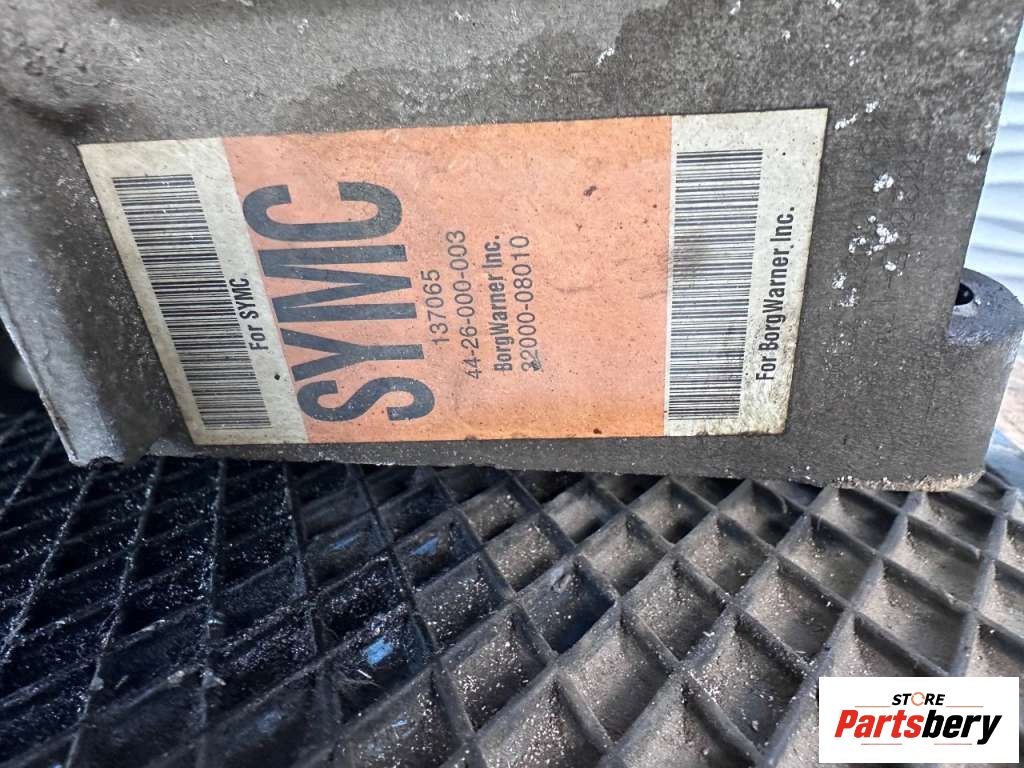 For SYMC
SYMC
137065
44-26-000-003
BorgWarner Inc.
32000-08010
For BorgWarner Inc.
STORE
Partsbery